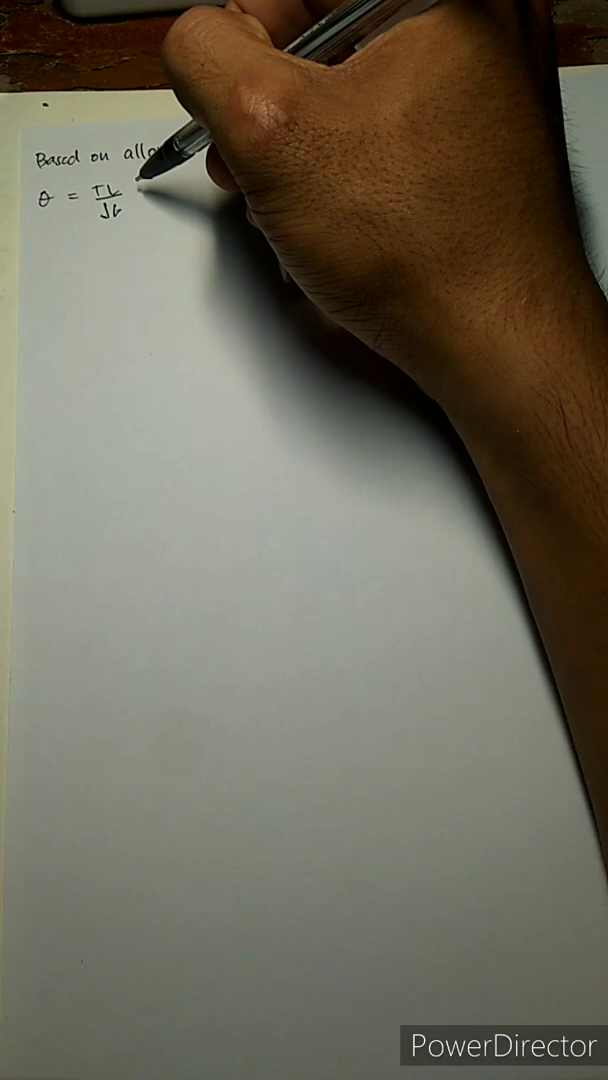 Based on
θ = TL/JG
PowerDirector